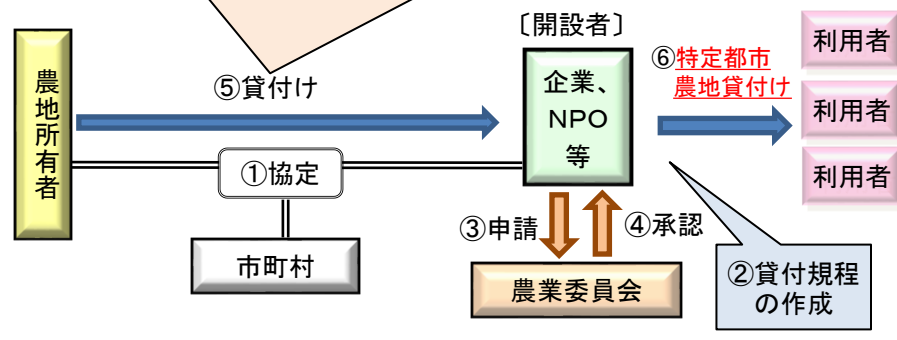 農地所有者
⑤貸付け
①協定
市町村
〔開設者〕
企業、
NPO
等
③申請
④承認
農業委員会
⑥特定都市
農地貸付け
②貸付規程
の作成
利用者
利用者
利用者